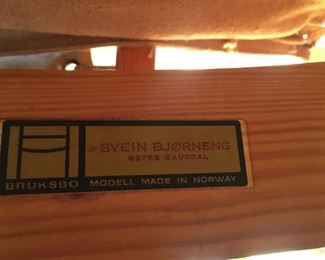 SVEIN BJØRNENG
ØSTRE GAUSDAL
BRUKSBO MODELL MADE IN NORWAY